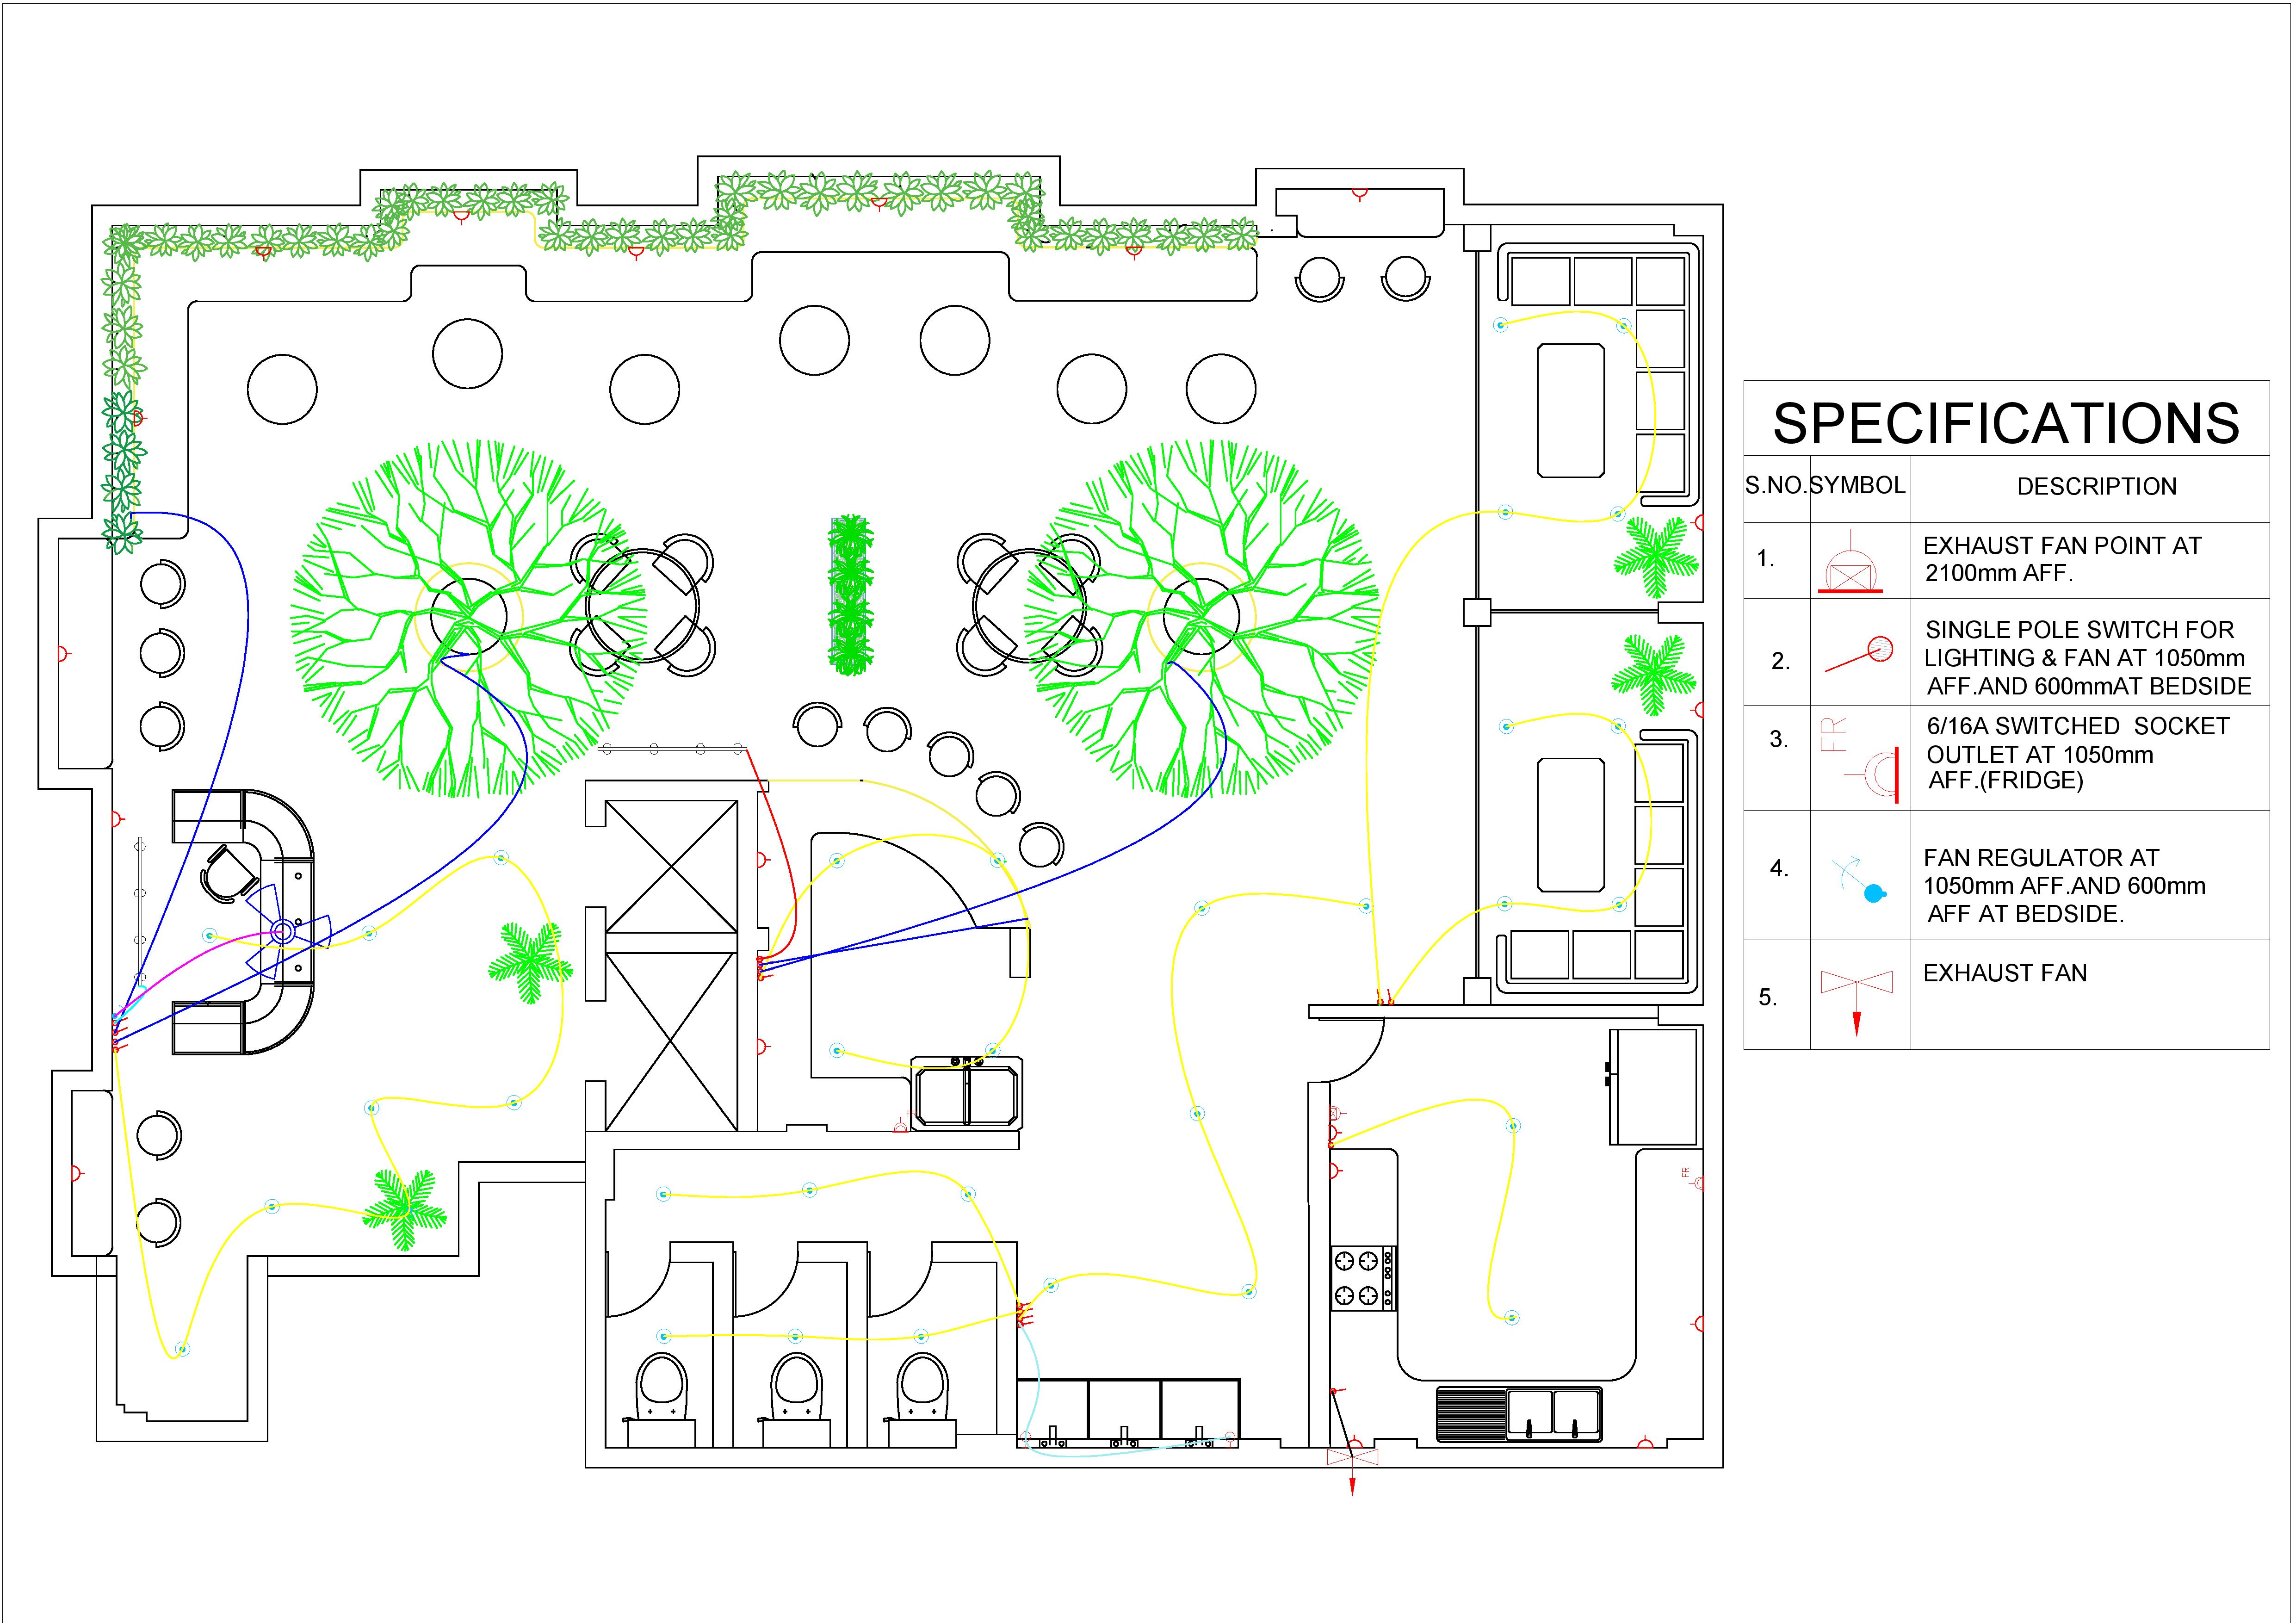 SPECIFICATIONS
S.NO. SYMBOL DESCRIPTION
1.
EXHAUST FAN POINT AT
2100mm AFF.
2.
SINGLE POLE SWITCH FOR
LIGHTING & FAN AT 1050mm
AFF.AND 600mmAT BEDSIDE
3.
FR
6/16A SWITCHED SOCKET
OUTLET AT 1050mm
AFF.(FRIDGE)
4.
FAN REGULATOR AT
1050mm AFF.AND 600mm
AFF AT BEDSIDE.
5.
EXHAUST FAN
FR
FR